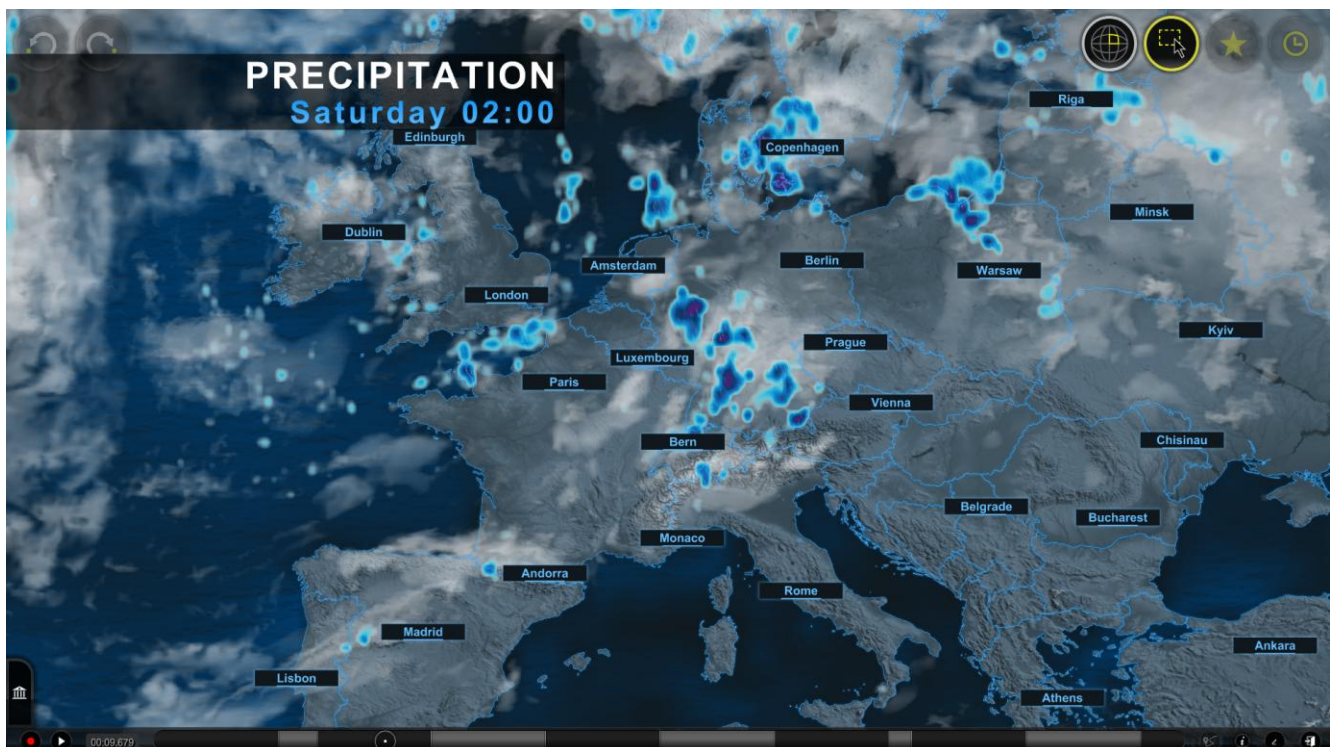 PRECIPITATION
Saturday 02:00
Riga
Edinburgh
Copenhagen
Minsk
Dublin
Amsterdam
Berlin
Warsaw
London
Kyiv
Luxembourg
Prague
Paris
Vienna
Bern
Chisinau
Belgrade
Bucharest
Monaco
Andorra
Rome
Madrid
Ankara
Lisbon
Athens
00:09.679